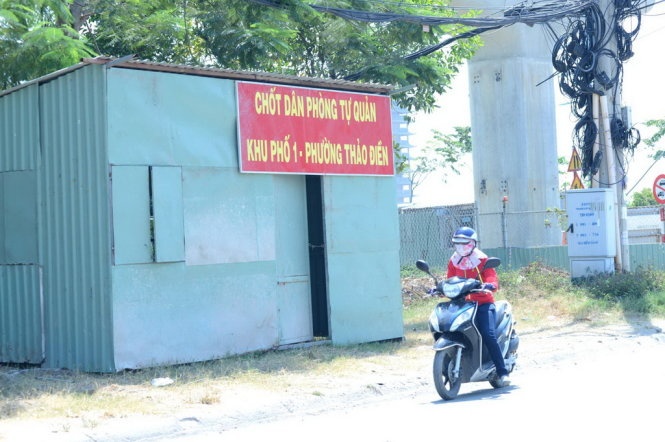 CHỐT DÂN PHÒNG TỰ QUẢN
KHU PHỐ 1 - PHƯỜNG THẢO ĐIỀN